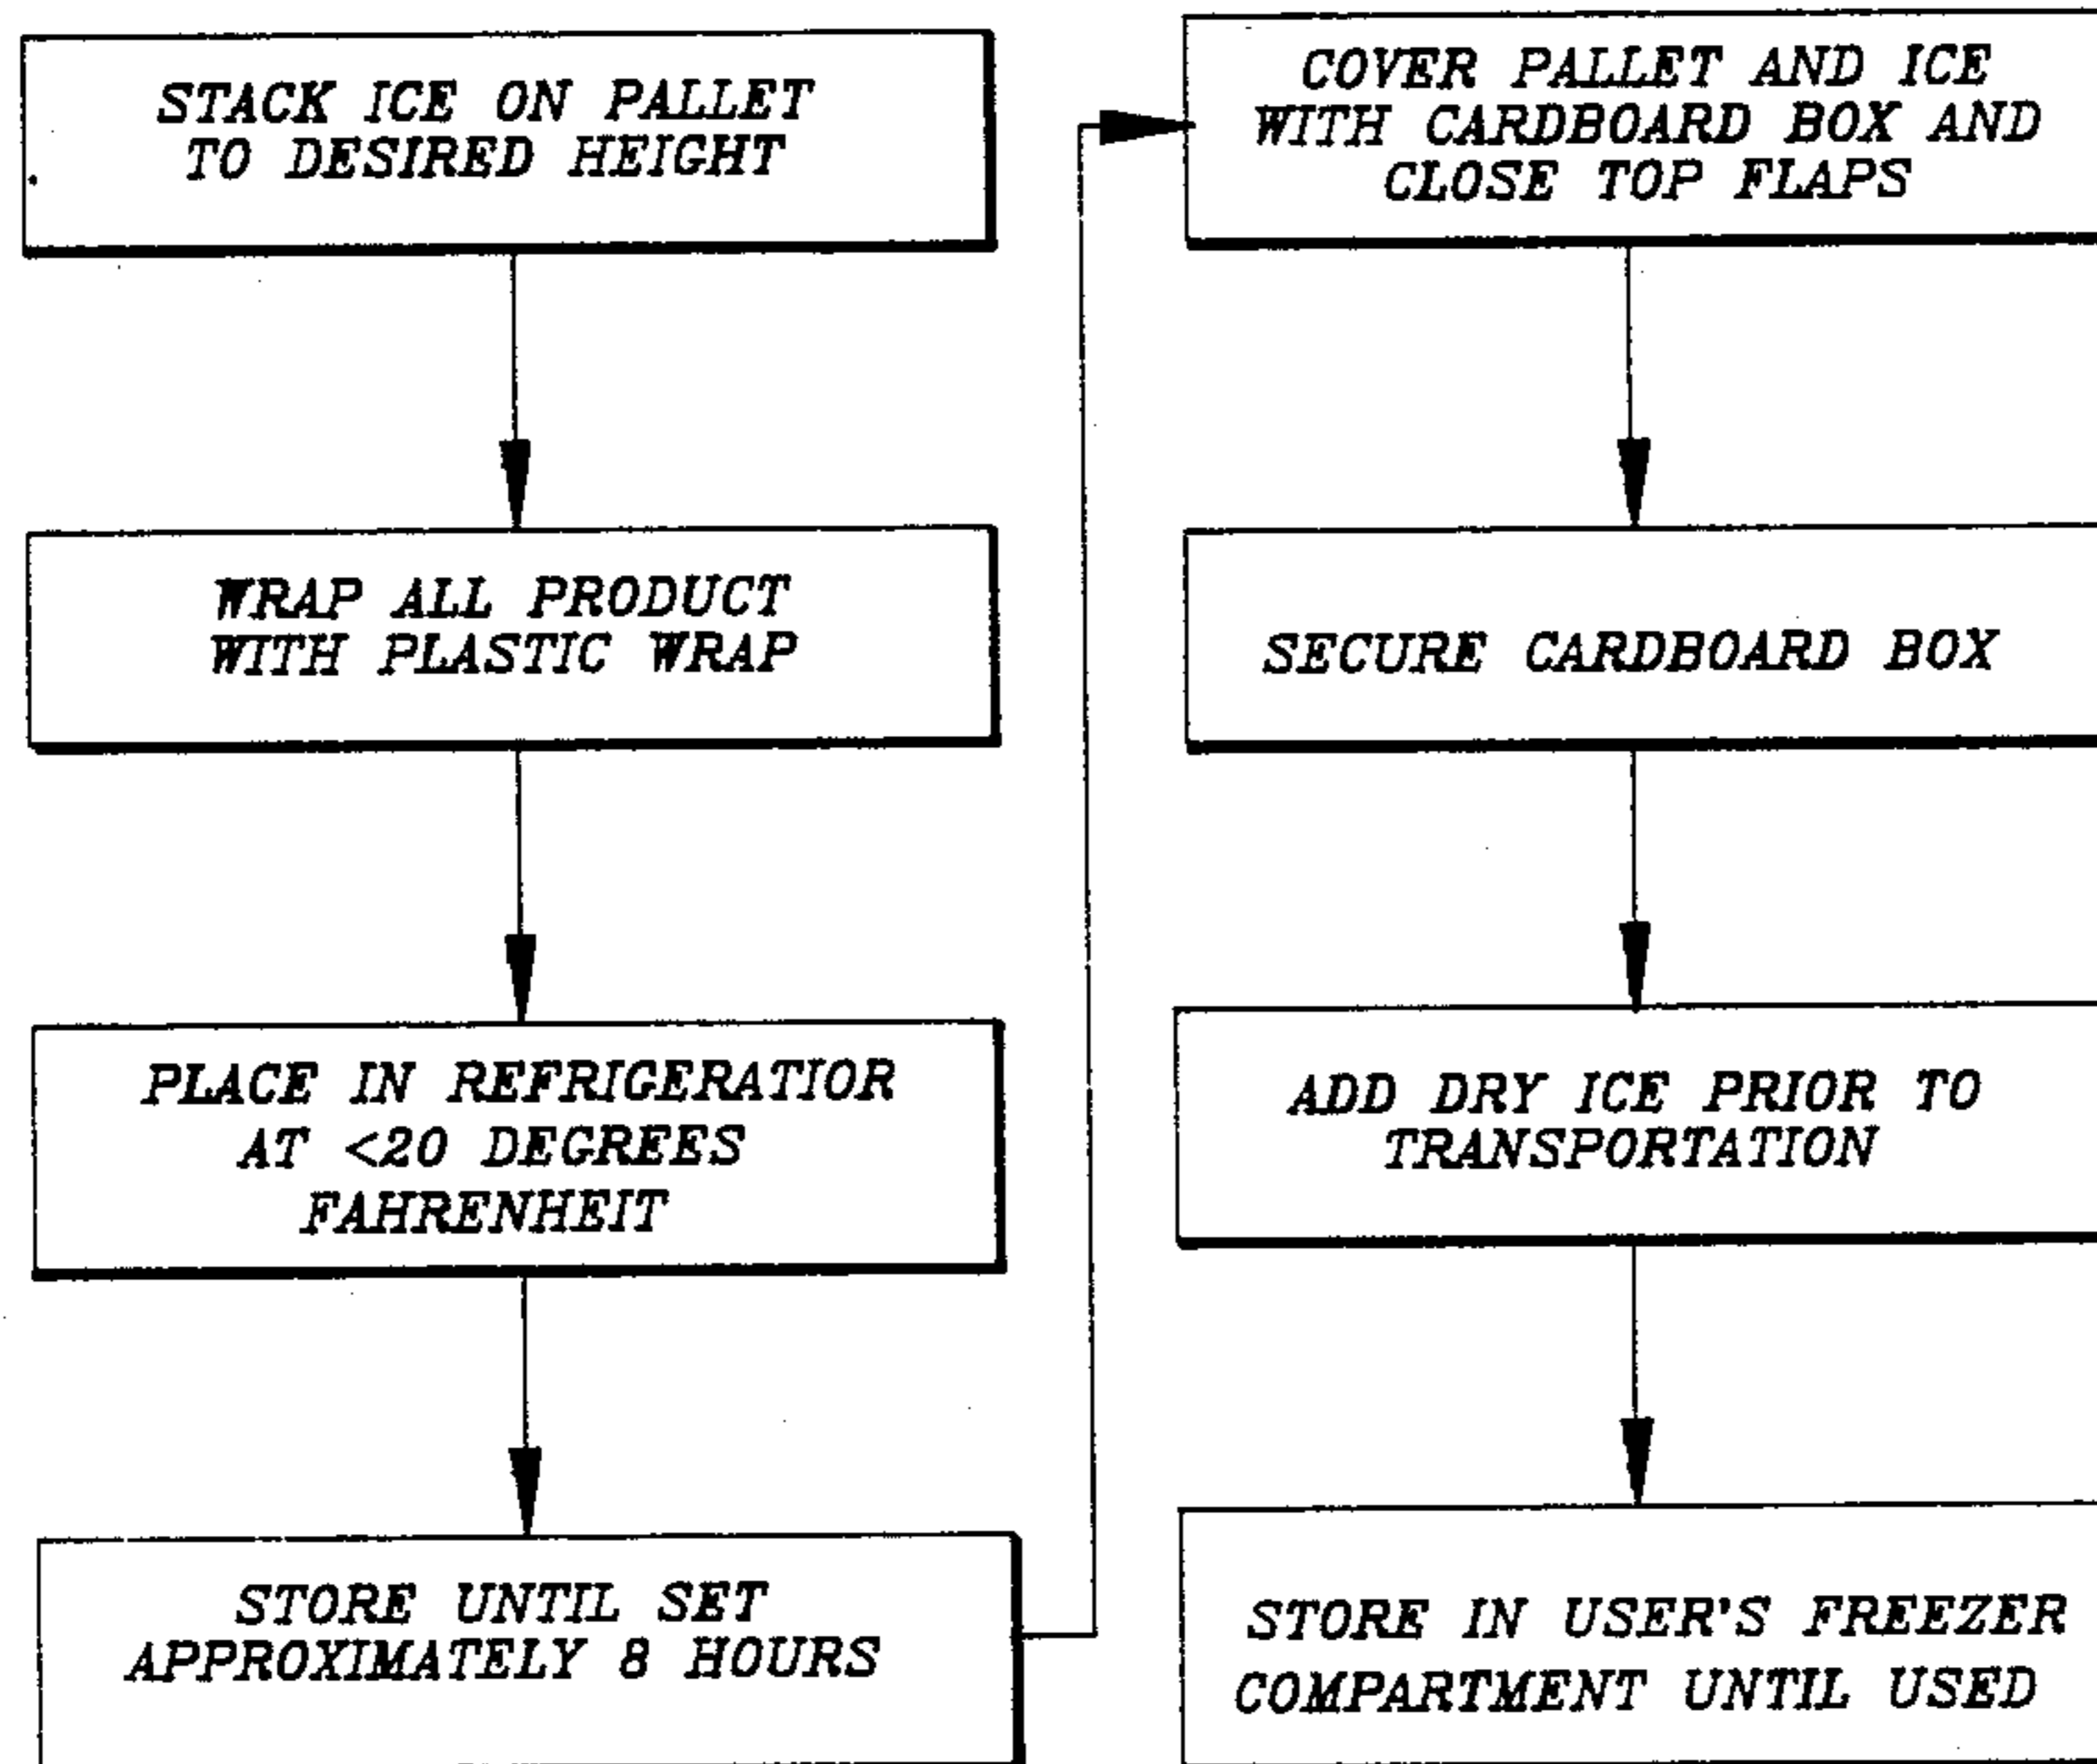 STACK ICE ON PALLET
TO DESIRED HEIGHT
WRAP ALL PRODUCT
WITH PLASTIC WRAP
PLACE IN REFRIGERATIOR
AT <20 DEGREES
FAHRENHEIT
STORE UNTIL SET
APPROXIMATELY 8 HOURS
COVER PALLET AND ICE
WITH CARDBOARD BOX AND
CLOSE TOP FLAPS
SECURE CARDBOARD BOX
ADD DRY ICE PRIOR TO
TRANSPORTATION
STORE IN USER'S FREEZER
COMPARTMENT UNTIL USED